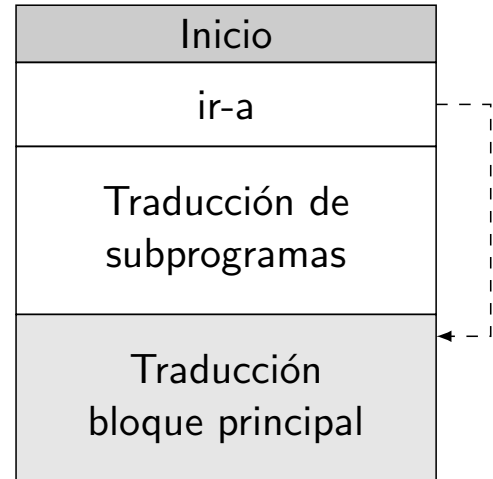 Inicio
ir-a
Traducción de
subprogramas
Traducción
bloque principal